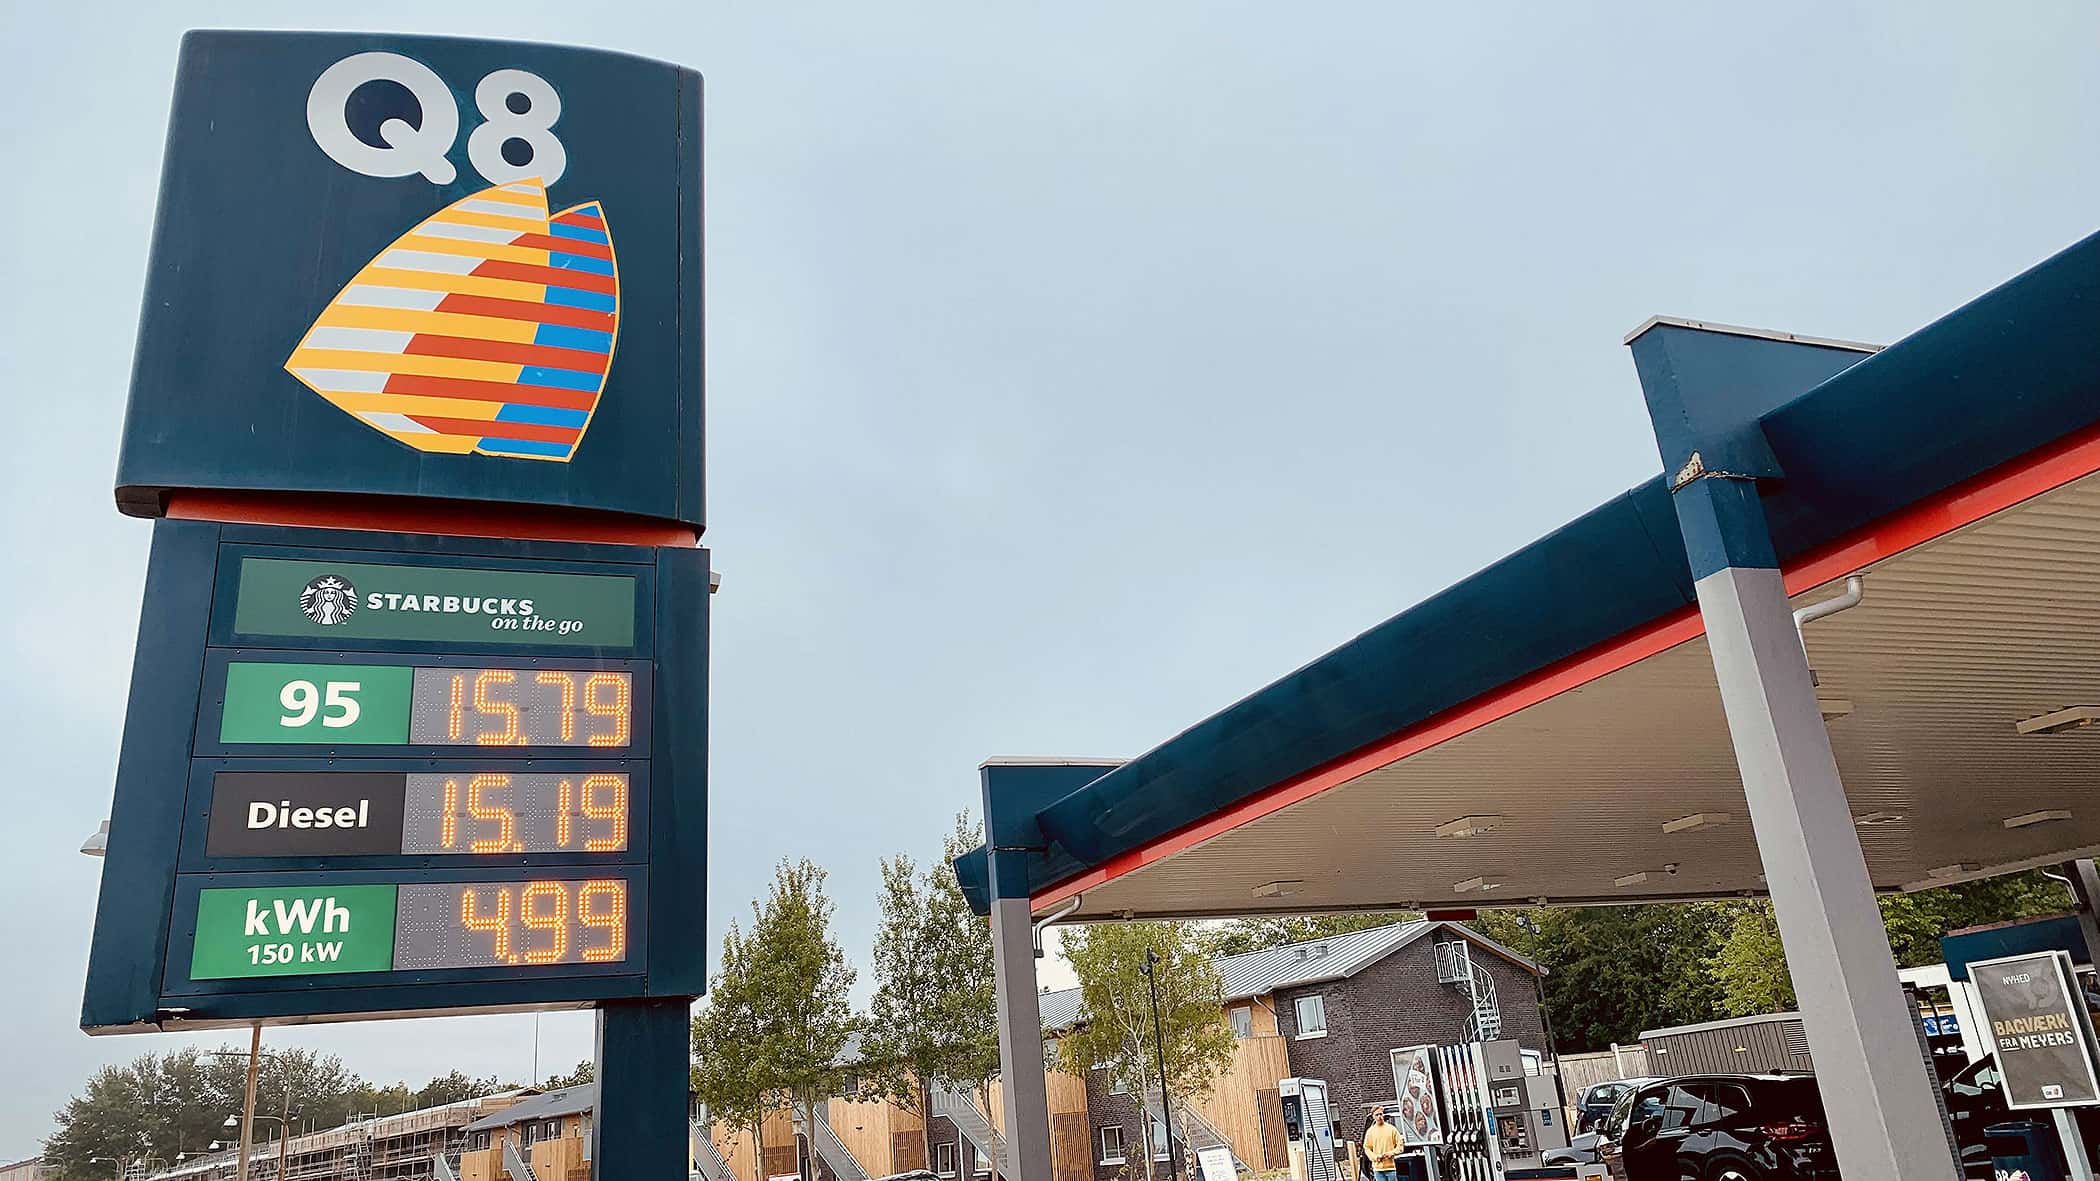 Q8
STARBUCKS
on the go
95 15.79
Diesel 15.19
kWh 4.99
150 kW
NYHED
BAGVÆRK
FRA MEYERS